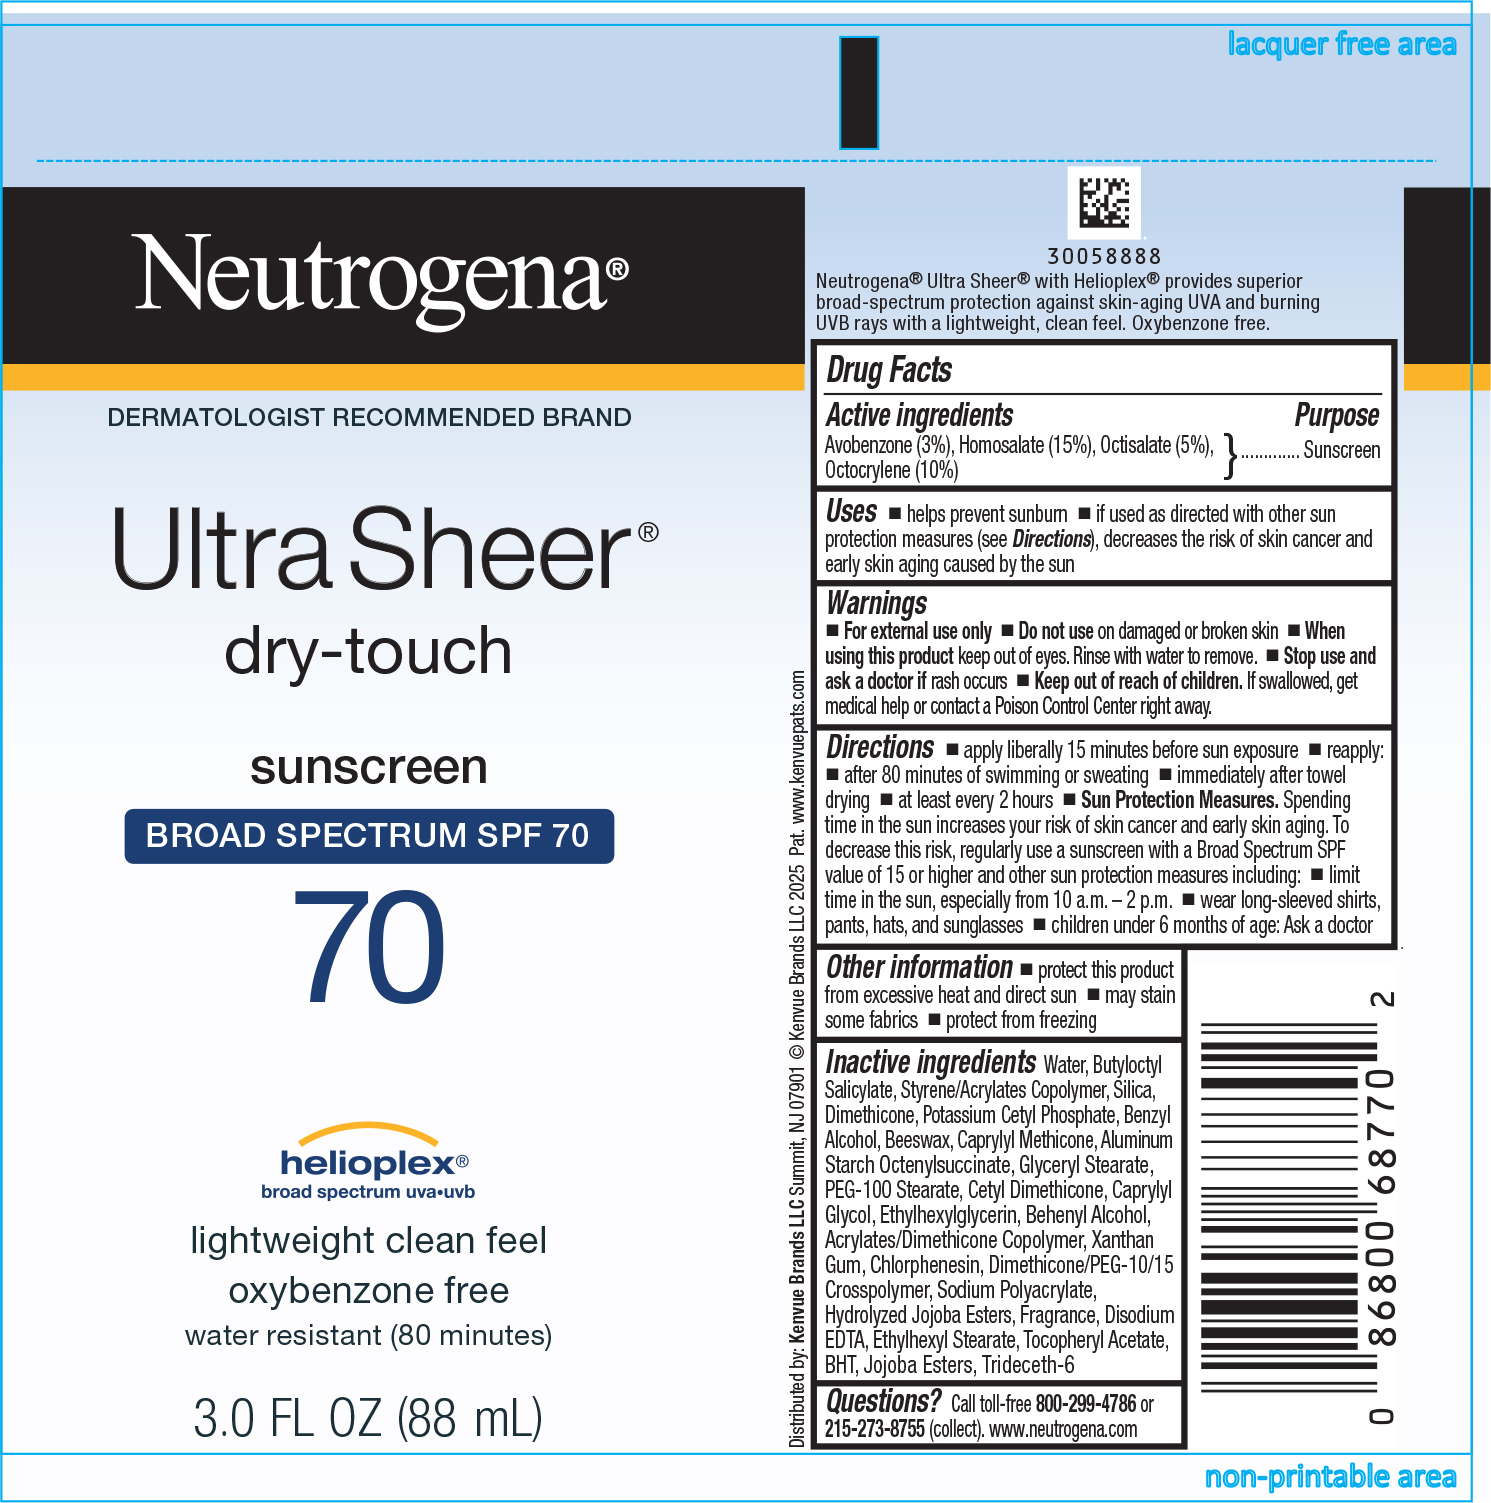 lacquer free area
Neutrogena®
DERMATOLOGIST RECOMMENDED BRAND
Ultra Sheer®
dry-touch
sunscreen
BROAD SPECTRUM SPF 70
70
helioplex®
broad spectrum uva•uvb
lightweight clean feel
oxybenzone free
water resistant (80 minutes)
3.0 FL OZ (88 mL)
Distributed by: Kenvue Brands LLC Summit, NJ 07901 © Kenvue Brands LLC 2025 Pat. www.kenvuepats.com
30058888
Neutrogena® Ultra Sheer® with Helioplex® provides superior
broad-spectrum protection against skin-aging UVA and burning
UVB rays with a lightweight, clean feel. Oxybenzone free.
Drug Facts
Active ingredients Purpose
Avobenzone (3%), Homosalate (15%), Octisalate (5%),
Octocrylene (10%) } ............. Sunscreen
Uses ■ helps prevent sunburn ■ if used as directed with other sun
protection measures (see Directions), decreases the risk of skin cancer and
early skin aging caused by the sun
Warnings
■ For external use only ■ Do not use on damaged or broken skin ■ When
using this product keep out of eyes. Rinse with water to remove. ■ Stop use and
ask a doctor if rash occurs ■ Keep out of reach of children. If swallowed, get
medical help or contact a Poison Control Center right away.
Directions ■ apply liberally 15 minutes before sun exposure ■ reapply:
■ after 80 minutes of swimming or sweating ■ immediately after towel
drying ■ at least every 2 hours ■ Sun Protection Measures. Spending
time in the sun increases your risk of skin cancer and early skin aging. To
decrease this risk, regularly use a sunscreen with a Broad Spectrum SPF
value of 15 or higher and other sun protection measures including: ■ limit
time in the sun, especially from 10 a.m. – 2 p.m. ■ wear long-sleeved shirts,
pants, hats, and sunglasses ■ children under 6 months of age: Ask a doctor
Other information ■ protect this product
from excessive heat and direct sun ■ may stain
some fabrics ■ protect from freezing
Inactive ingredients Water, Butyloctyl
Salicylate, Styrene/Acrylates Copolymer, Silica,
Dimethicone, Potassium Cetyl Phosphate, Benzyl
Alcohol, Beeswax, Caprylyl Methicone, Aluminum
Starch Octenylsuccinate, Glyceryl Stearate,
PEG-100 Stearate, Cetyl Dimethicone, Caprylyl
Glycol, Ethylhexylglycerin, Behenyl Alcohol,
Acrylates/Dimethicone Copolymer, Xanthan
Gum, Chlorphenesin, Dimethicone/PEG-10/15
Crosspolymer, Sodium Polyacrylate,
Hydrolyzed Jojoba Esters, Fragrance, Disodium
EDTA, Ethylhexyl Stearate, Tocopheryl Acetate,
BHT, Jojoba Esters, Trideceth-6
Questions? Call toll-free 800-299-4786 or
215-273-8755 (collect). www.neutrogena.com
0 86800 68770 2
non-printable area